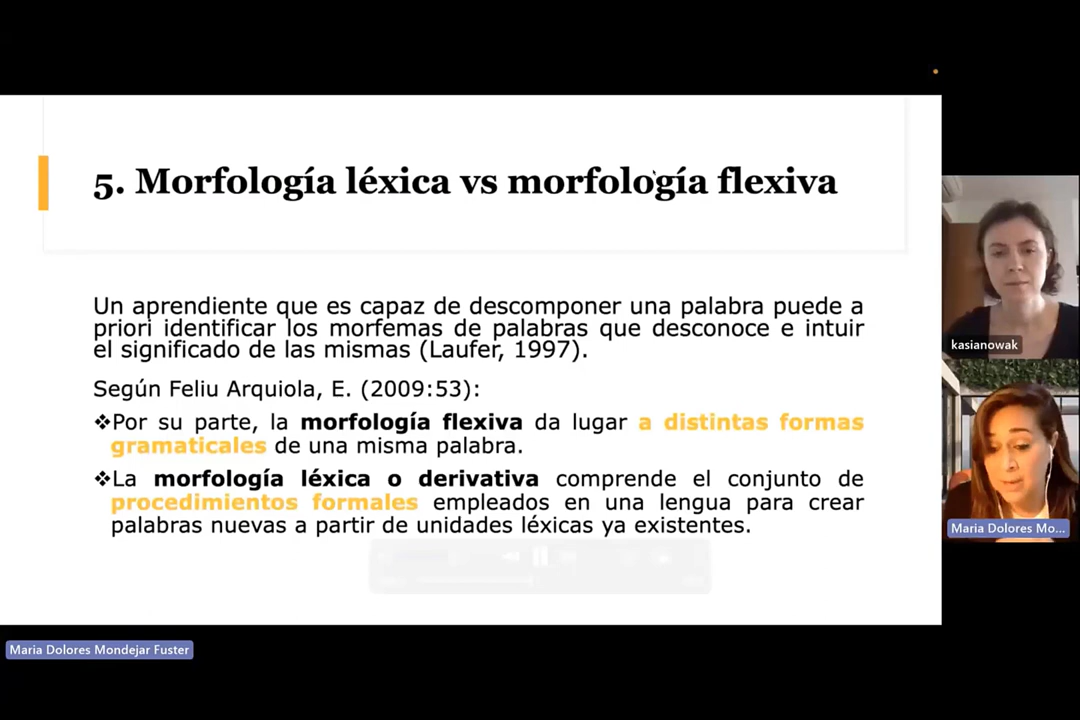 5. Morfología léxica vs morfología flexiva
Un aprendiente que es capaz de descomponer una palabra puede a
priori identificar los morfemas de palabras que desconoce e intuir
el significado de las mismas (Laufer, 1997).
Según Feliu Arquiola, E. (2009:53):
❖Por su parte, la morfología flexiva da lugar a distintas formas
gramaticales de una misma palabra.
❖La morfología léxica o derivativa comprende el conjunto de
procedimientos formales empleados en una lengua para crear
palabras nuevas a partir de unidades léxicas ya existentes.
kasianowak
Maria Dolores Mo...
Maria Dolores Mondejar Fuster